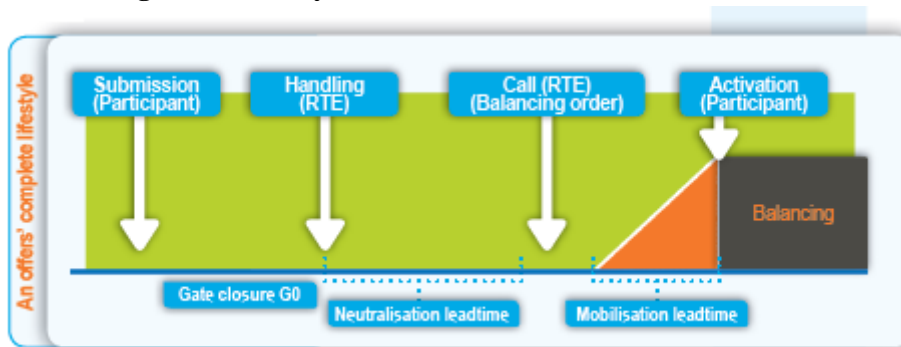 An offers' complete lifestyle
Submission
(Participant)
Handling
(RTE)
Call (RTE)
(Balancing order)
Activation
(Participant)
Balancing
Gate closure G0
Neutralisation leadtime
Mobilisation leadtime